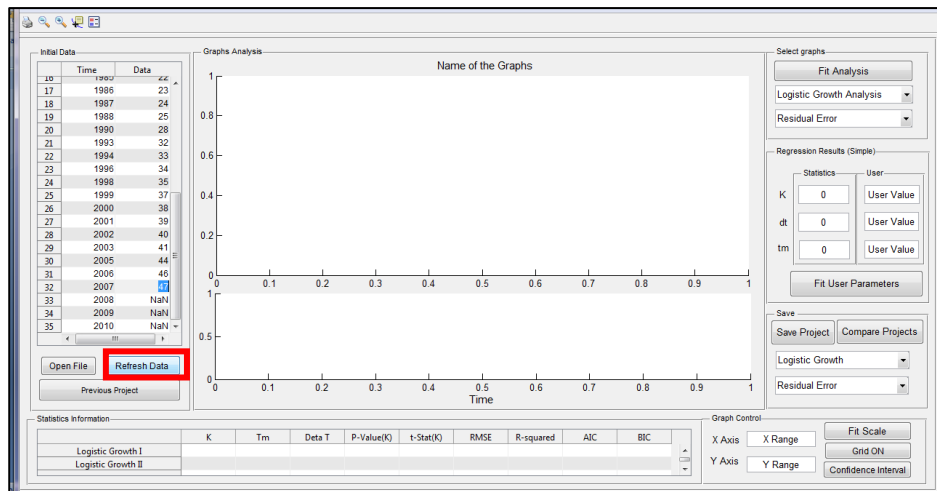 Initial Data
Time Data
16 1985 22
17 1986 23
18 1987 24
19 1988 25
20 1990 28
21 1993 32
22 1994 33
23 1996 34
24 1998 35
25 1999 37
26 2000 38
27 2001 39
28 2002 40
29 2003 41
30 2005 44
31 2006 46
32 2007 47
33 2008 NaN
34 2009 NaN
35 2010 NaN
Open File Refresh Data
Previous Project
Graphs Analysis
Name of the Graphs
1
0.8
0.6
0.4
0.2
0
0 0.1 0.2 0.3 0.4 0.5 0.6 0.7 0.8 0.9 1
1
0.5
0
0 0.1 0.2 0.3 0.4 0.5 0.6 0.7 0.8 0.9 1
Time
Select graphs
Fit Analysis
Logistic Growth Analysis
Residual Error
Regression Results (Simple)
Statistics User
K 0 User Value
dt 0 User Value
tm 0 User Value
Fit User Parameters
Save
Save Project Compare Projects
Logistic Growth
Residual Error
Statistics Information
K Tm Deta T P-Value(K) t-Stat(K) RMSE R-squared AIC BIC
Logistic Growth I
Logistic Growth II
Graph Control
X Axis X Range
Y Axis Y Range
Fit Scale
Grid ON
Confidence Interval